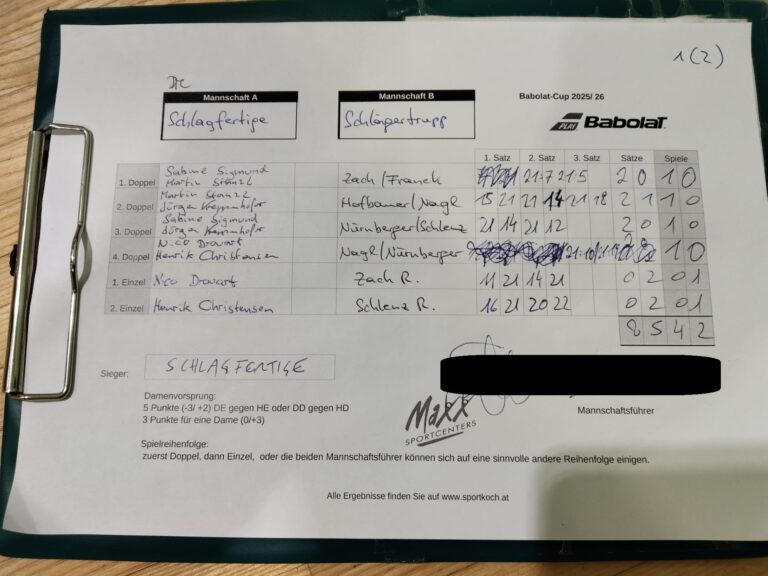 1(2)
DTC
Mannschaft A
Mannschaft B
Babolat-Cup 2025/ 26
Schlagfertige
Schlägertrupp
PLAY BABOLAT
1. Satz 2. Satz 3. Satz Sätze Spiele
Sabine Sigmund
1. Doppel Martin Stanzl Zach/Franck 21 7 21 5 2 0 1 0
Martin Stanzl
2. Doppel Jürgen Hofbauer/Nagl 15 21 21 14 21 18 2 1 1 0
Sabine Sigmund
3. Doppel Jürgen Nürnberger/Schlenz 21 14 21 12 2 0 1 0
Nico
4. Doppel Henrik Christensen Nagl/Nürnberger 1 0
1. Einzel Nico Zach R. 11 21 14 21 0 2 0 1
2. Einzel Henrik Christensen Schlenz R. 16 21 20 22 0 2 0 1
8 5 4 2
Sieger: SCHLAGFERTIGE
Damenvorsprung:
5 Punkte (-3/ +2) DE gegen HE oder DD gegen HD
3 Punkte für eine Dame (0/+3)
Maxx
SPORTCENTERS
Mannschaftsführer
Spielreihenfolge:
zuerst Doppel, dann Einzel, oder die beiden Mannschaftsführer können sich auf eine sinnvolle andere Reihenfolge einigen.
Alle Ergebnisse finden Sie auf www.sportkoch.at